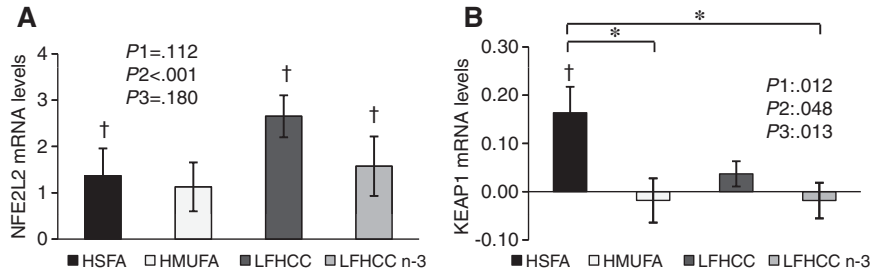 A
NFE2L2 mRNA levels
4
3
2
1
0
P1=.112
P2<.001
P3=.180
†
†
†
HSFA HMUFA LFHCC LFHCC n-3
B
KEAP1 mRNA levels
0.30
0.20
0.10
0.00
-0.10
*
*
†
P1:.012
P2:.048
P3:.013
HSFA HMUFA LFHCC LFHCC n-3